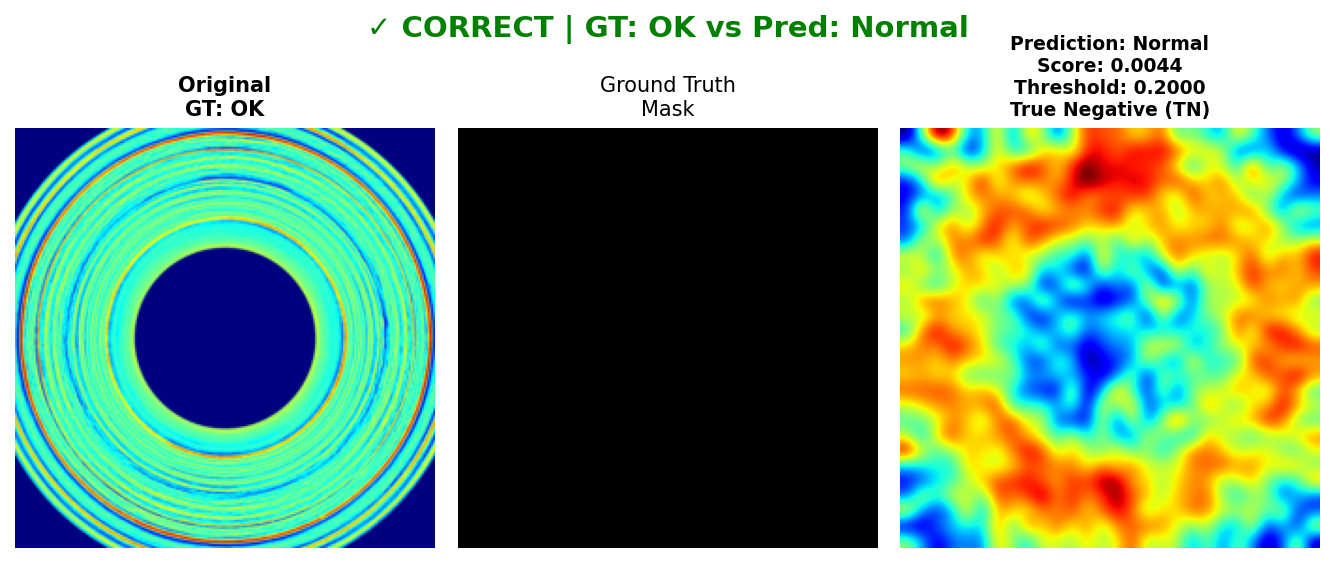 ✓ CORRECT | GT: OK vs Pred: Normal
Original
GT: OK
Ground Truth
Mask
Prediction: Normal
Score: 0.0044
Threshold: 0.2000
True Negative (TN)